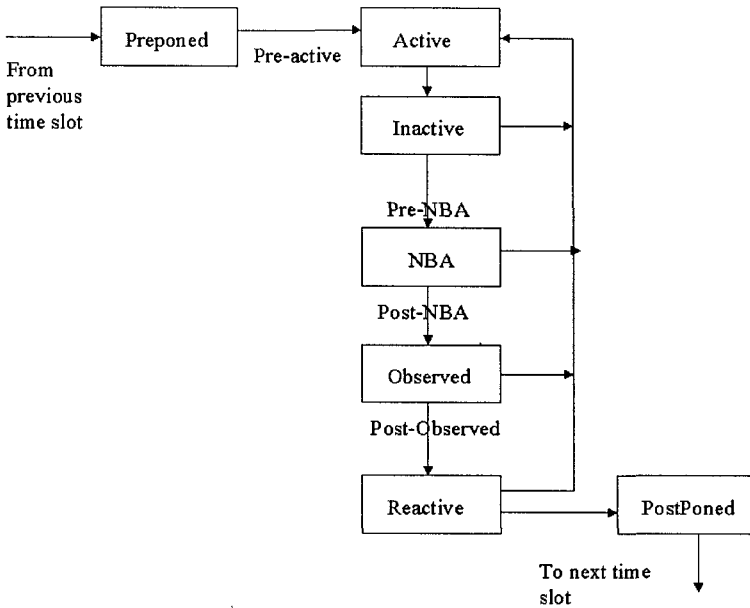 Preponed
Active
Pre-active
From
previous
time slot
Inactive
Pre-NBA
NBA
Post-NBA
Observed
Post-Observed
Reactive
PostPoned
To next time
slot